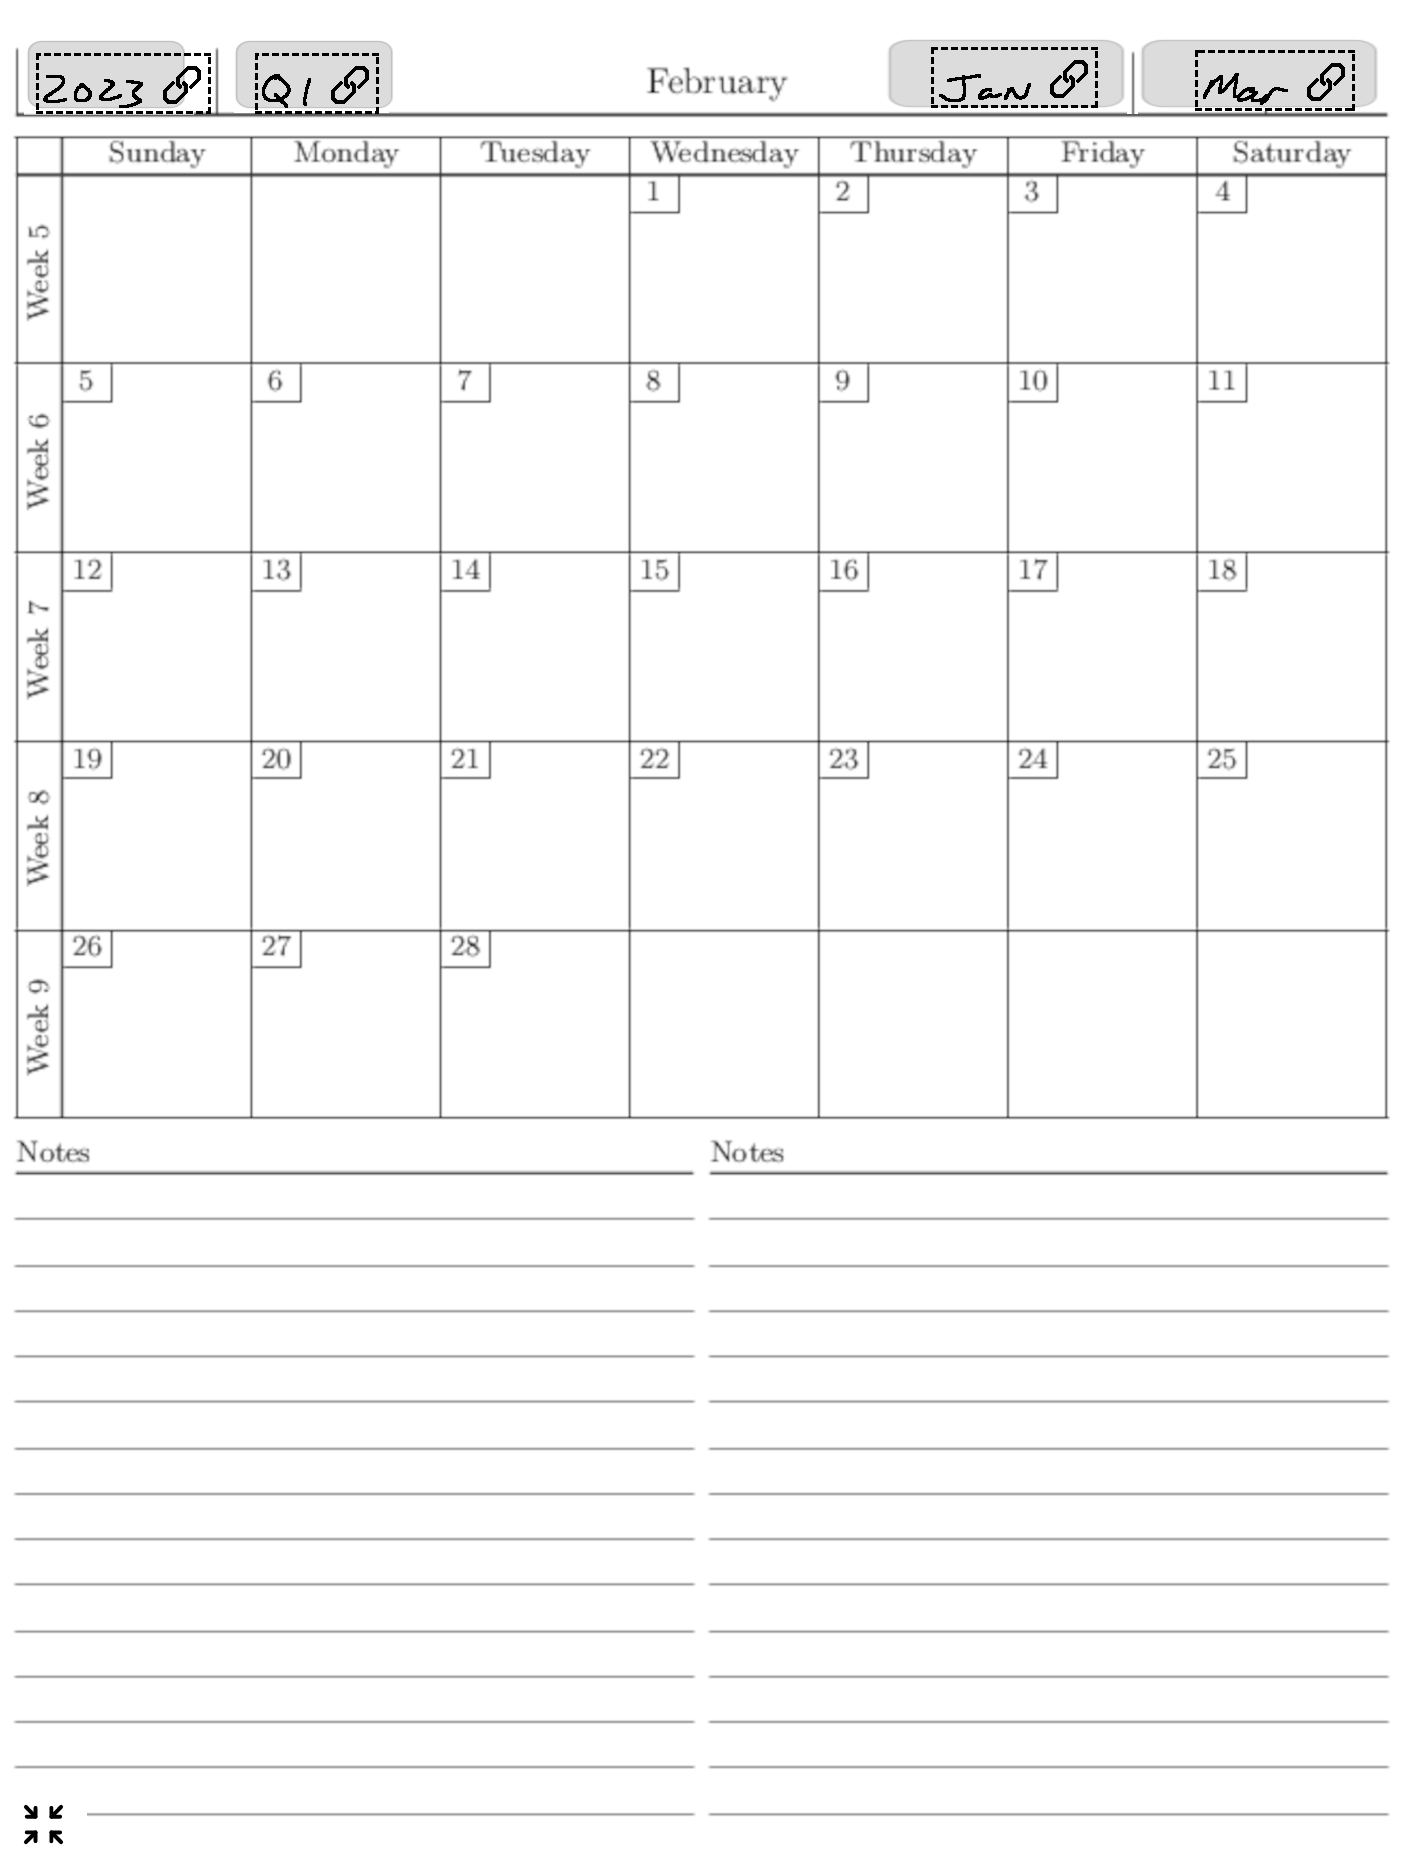 2023 Q1 February Jan Mar
Sunday Monday Tuesday Wednesday Thursday Friday Saturday
Week 5
1 2 3 4
Week 6
5 6 7 8 9 10 11
Week 7
12 13 14 15 16 17 18
Week 8
19 20 21 22 23 24 25
Week 9
26 27 28
Notes
Notes